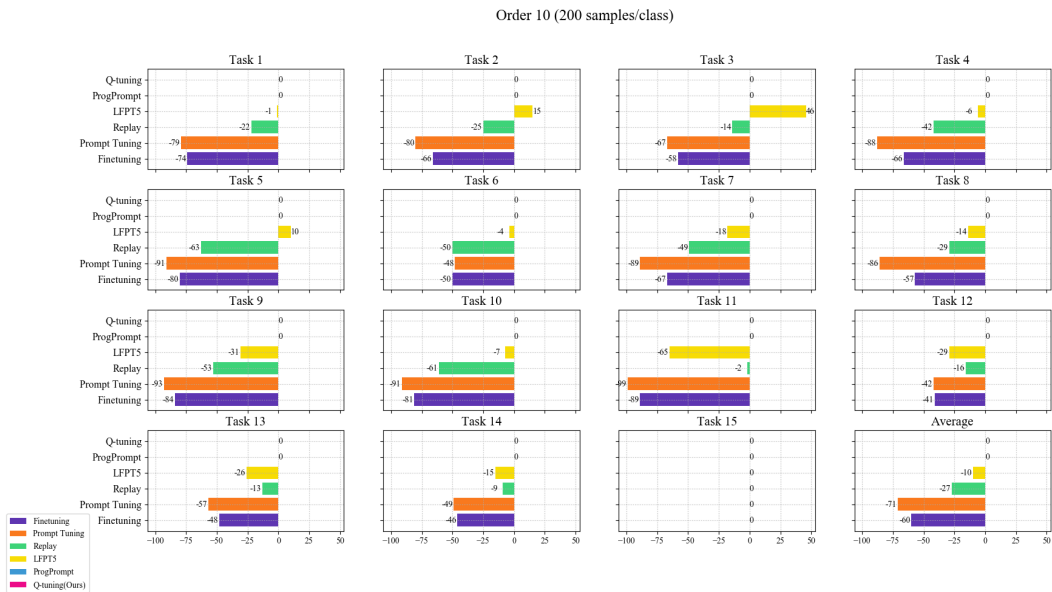 Order 10 (200 samples/class)
Task 1 Task 2 Task 3 Task 4
Q-tuning 0 0 0 0
ProgPrompt 0 0 0 0
LFPT5 -1 15 46 -6
Replay -22 -25 -14 -42
Prompt Tuning -79 -80 -67 -88
Finetuning -74 -66 -58 -66
Task 5 Task 6 Task 7 Task 8
Q-tuning 0 0 0 0
ProgPrompt 0 0 0 0
LFPT5 10 -4 -18 -14
Replay -63 -50 -49 -29
Prompt Tuning -91 -48 -89 -86
Finetuning -80 -50 -67 -57
Task 9 Task 10 Task 11 Task 12
Q-tuning 0 0 0 0
ProgPrompt 0 0 0 0
LFPT5 -31 -7 -65 -29
Replay -53 -61 -2 -16
Prompt Tuning -93 -91 -99 -42
Finetuning -84 -81 -89 -41
Task 13 Task 14 Task 15 Average
Q-tuning 0 0 0 0
ProgPrompt 0 0 0 0
LFPT5 -26 -15 0 -10
Replay -13 -9 0 -27
Prompt Tuning -57 -49 0 -71
Finetuning -48 -46 0 -60
−100 −75 −50 −25 0 25 50 −100 −75 −50 −25 0 25 50 −100 −75 −50 −25 0 25 50 −100 −75 −50 −25 0 25 50
Finetuning
Prompt Tuning
Replay
LFPT5
ProgPrompt
Q-tuning(Ours)